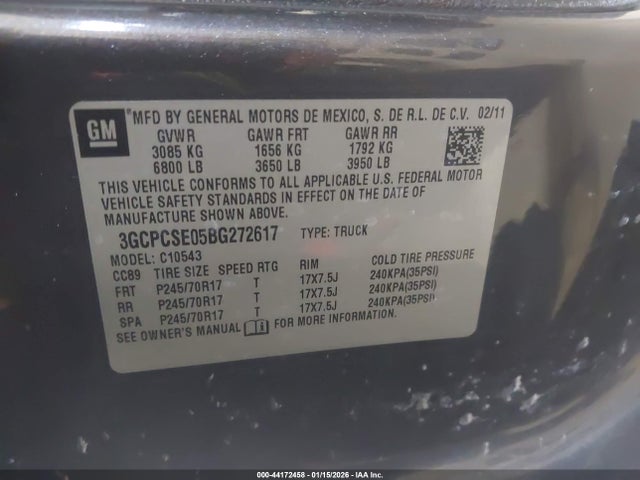 GM
MFD BY GENERAL MOTORS DE MEXICO, S. DE R.L. DE C.V. 02/11
GVWR GAWR FRT GAWR RR
3085 KG 1656 KG 1792 KG
6800 LB 3650 LB 3950 LB
THIS VEHICLE CONFORMS TO ALL APPLICABLE U.S. FEDERAL MOTOR
VEHICLE SAFETY STANDARDS IN EFFECT ON THE DATE OF
MANUFACTURE SHOWN ABOVE.
3GCPCSE05BG272617 TYPE: TRUCK
MODEL: C10543
CC89 TIRE SIZE SPEED RTG RIM COLD TIRE PRESSURE
FRT P245/70R17 T 17X7.5J 240KPA(35PSI)
RR P245/70R17 T 17X7.5J 240KPA(35PSI)
SPA P245/70R17 T 17X7.5J 240KPA(35PSI)
SEE OWNER'S MANUAL FOR MORE INFORMATION.
000-44172458 | 01/15/2026 | IAA Inc.